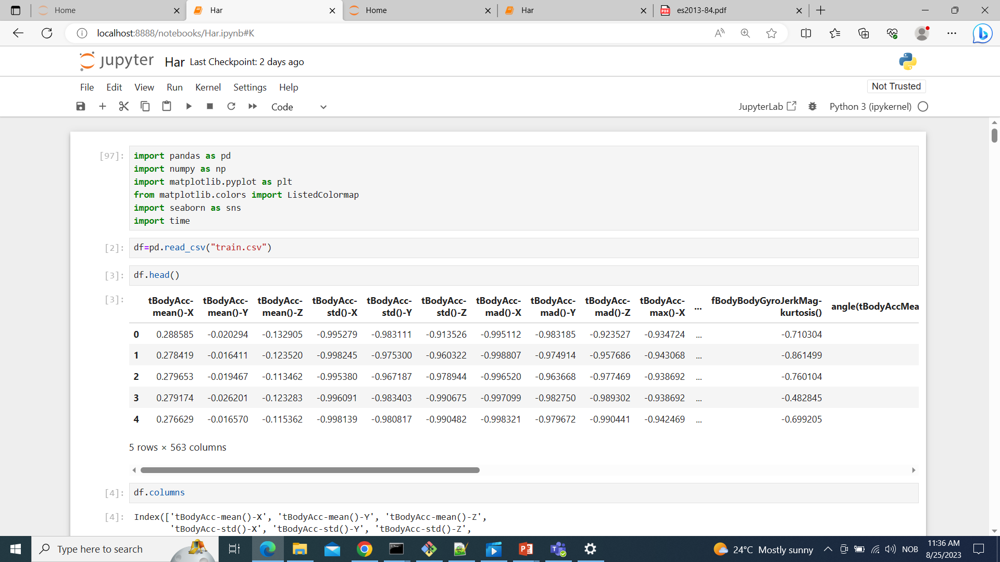 Home
Har
Home
Har
PDF
es2013-84.pdf
localhost:8888/notebooks/Har.ipynb#K
jupyter Har Last Checkpoint: 2 days ago
File Edit View Run Kernel Settings Help
Not Trusted
Code
JupyterLab
Python 3 (ipykernel)
[97]: import pandas as pd
import numpy as np
import matplotlib.pyplot as plt
from matplotlib.colors import ListedColormap
import seaborn as sns
import time
[2]: df=pd.read_csv("train.csv")
[3]: df.head()
[3]: tBodyAcc-mean()-X tBodyAcc-mean()-Y tBodyAcc-mean()-Z tBodyAcc-std()-X tBodyAcc-std()-Y tBodyAcc-std()-Z tBodyAcc-mad()-X tBodyAcc-mad()-Y tBodyAcc-mad()-Z tBodyAcc-max()-X ... fBodyBodyGyroJerkMag-kurtosis() angle(tBodyAccMea
0 0.288585 -0.020294 -0.132905 -0.995279 -0.983111 -0.913526 -0.995112 -0.983185 -0.923527 -0.934724 ... -0.710304
1 0.278419 -0.016411 -0.123520 -0.998245 -0.975300 -0.960322 -0.998807 -0.974914 -0.957686 -0.943068 ... -0.861499
2 0.279653 -0.019467 -0.113462 -0.995380 -0.967187 -0.978944 -0.996520 -0.963668 -0.977469 -0.938692 ... -0.760104
3 0.279174 -0.026201 -0.123283 -0.996091 -0.983403 -0.990675 -0.997099 -0.982750 -0.989302 -0.938692 ... -0.482845
4 0.276629 -0.016570 -0.115362 -0.998139 -0.980817 -0.990482 -0.998321 -0.979672 -0.990441 -0.942469 ... -0.699205
5 rows × 563 columns
[4]: df.columns
[4]: Index(['tBodyAcc-mean()-X', 'tBodyAcc-mean()-Y', 'tBodyAcc-mean()-Z',
'tBodyAcc-std()-X', 'tBodyAcc-std()-Y', 'tBodyAcc-std()-Z',
Type here to search
24°C Mostly sunny
NOB
11:36 AM
8/25/2023